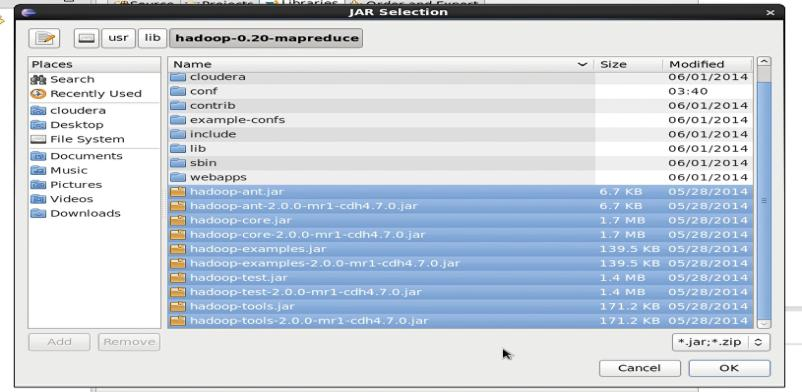 Source Projects Libraries Order and Export
JAR Selection
usr lib hadoop-0.20-mapreduce
Places
Search
Recently Used
cloudera
Desktop
File System
Documents
Music
Pictures
Videos
Downloads
Add Remove
Name Size Modified
cloudera 06/01/2014
conf 03:40
contrib 06/01/2014
example-confs 06/01/2014
include 06/01/2014
lib 06/01/2014
sbin 06/01/2014
webapps 06/01/2014
hadoop-ant.jar 6.7 KB 05/28/2014
hadoop-ant-2.0.0-mr1-cdh4.7.0.jar 6.7 KB 05/28/2014
hadoop-core.jar 1.7 MB 05/28/2014
hadoop-core-2.0.0-mr1-cdh4.7.0.jar 1.7 MB 05/28/2014
hadoop-examples.jar 139.5 KB 05/28/2014
hadoop-examples-2.0.0-mr1-cdh4.7.0.jar 139.5 KB 05/28/2014
hadoop-test.jar 1.4 MB 05/28/2014
hadoop-test-2.0.0-mr1-cdh4.7.0.jar 1.4 MB 05/28/2014
hadoop-tools.jar 171.2 KB 05/28/2014
hadoop-tools-2.0.0-mr1-cdh4.7.0.jar 171.2 KB 05/28/2014
*.jar;*.zip
Cancel OK